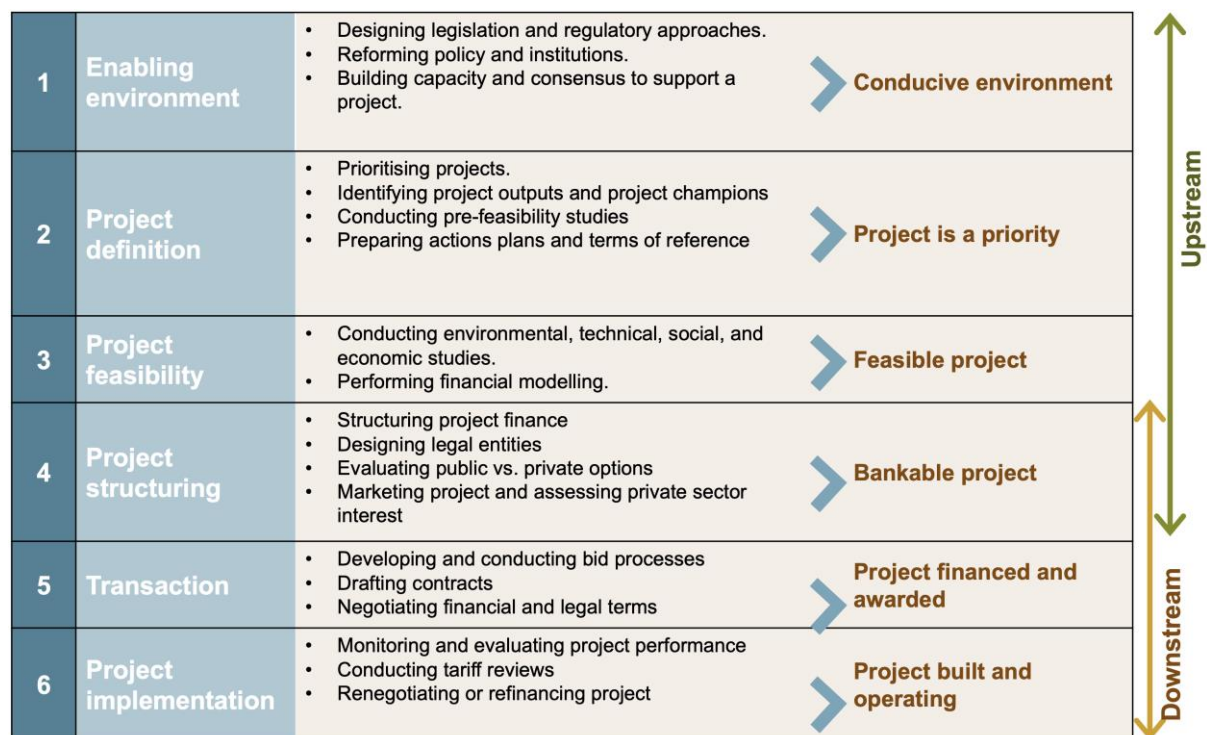 1
Enabling
environment
• Designing legislation and regulatory approaches.
• Reforming policy and institutions.
• Building capacity and consensus to support a
project.
Conducive environment
2
Project
definition
• Prioritising projects.
• Identifying project outputs and project champions
• Conducting pre-feasibility studies
• Preparing actions plans and terms of reference
Project is a priority
3
Project
feasibility
• Conducting environmental, technical, social, and
economic studies.
• Performing financial modelling.
Feasible project
4
Project
structuring
• Structuring project finance
• Designing legal entities
• Evaluating public vs. private options
• Marketing project and assessing private sector
interest
Bankable project
5
Transaction
• Developing and conducting bid processes
• Drafting contracts
• Negotiating financial and legal terms
Project financed and
awarded
6
Project
implementation
• Monitoring and evaluating project performance
• Conducting tariff reviews
• Renegotiating or refinancing project
Project built and
operating
Upstream
Downstream